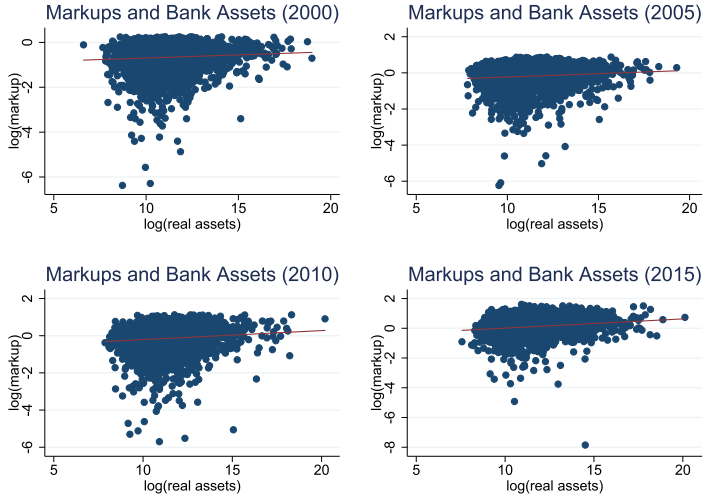 Markups and Bank Assets (2000)
log(markup)
0
-2
-4
-6
5 10 15 20
log(real assets)
Markups and Bank Assets (2005)
log(markup)
2
0
-2
-4
-6
5 10 15 20
log(real assets)
Markups and Bank Assets (2010)
log(markup)
2
0
-2
-4
-6
5 10 15 20
log(real assets)
Markups and Bank Assets (2015)
log(markup)
2
0
-2
-4
-6
-8
5 10 15 20
log(real assets)